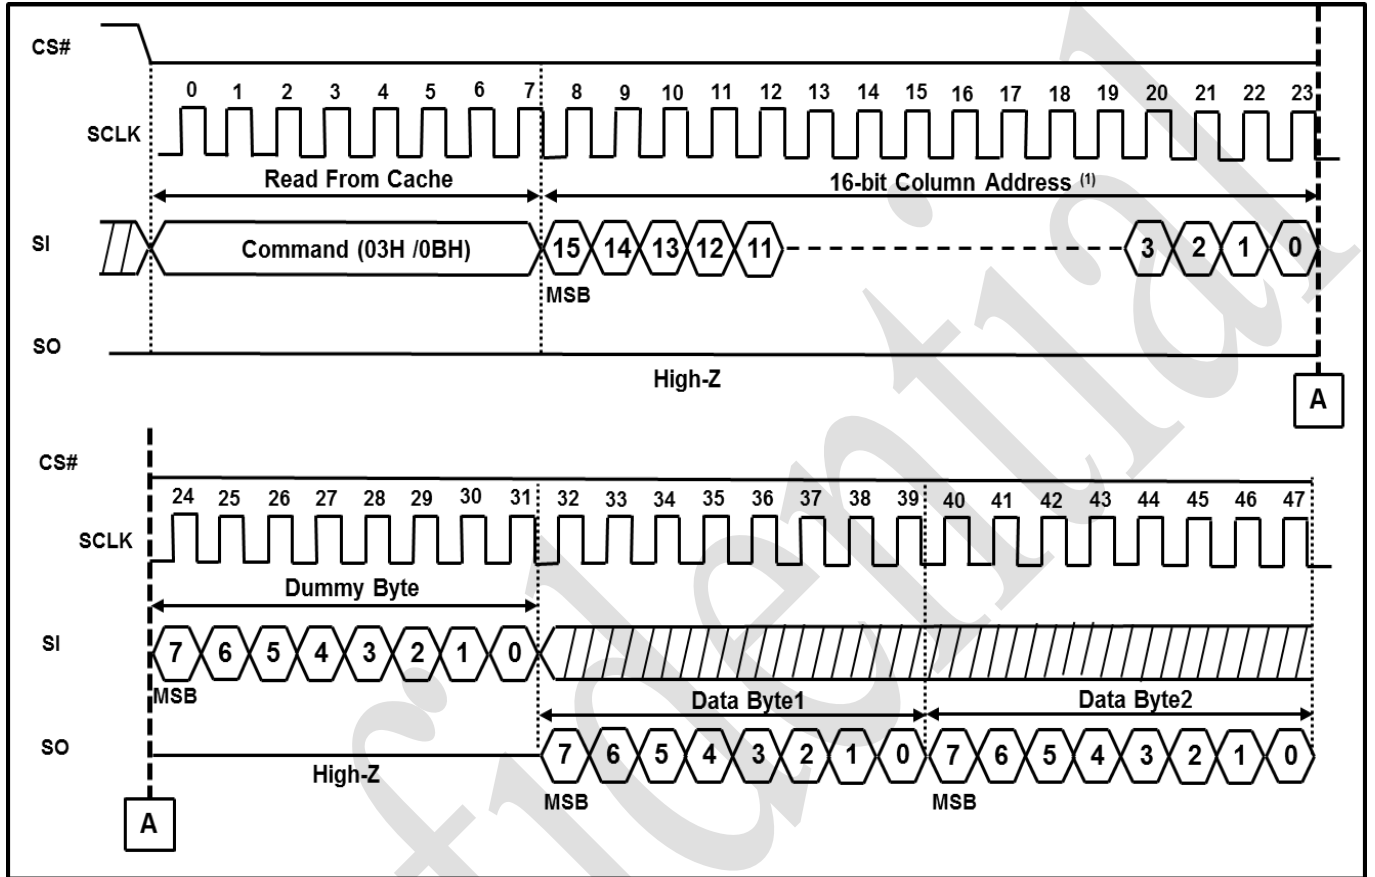 CS#
0 1 2 3 4 5 6 7 8 9 10 11 12 13 14 15 16 17 18 19 20 21 22 23
SCLK
Read From Cache 16-bit Column Address (1)
SI Command (03H /0BH) 15 14 13 12 11 3 2 1 0
MSB
SO
High-Z
A
CS#
24 25 26 27 28 29 30 31 32 33 34 35 36 37 38 39 40 41 42 43 44 45 46 47
SCLK
Dummy Byte
SI 7 6 5 4 3 2 1 0
MSB
Data Byte1 Data Byte2
SO 7 6 5 4 3 2 1 0 7 6 5 4 3 2 1 0
High-Z
MSB MSB
A
fidential